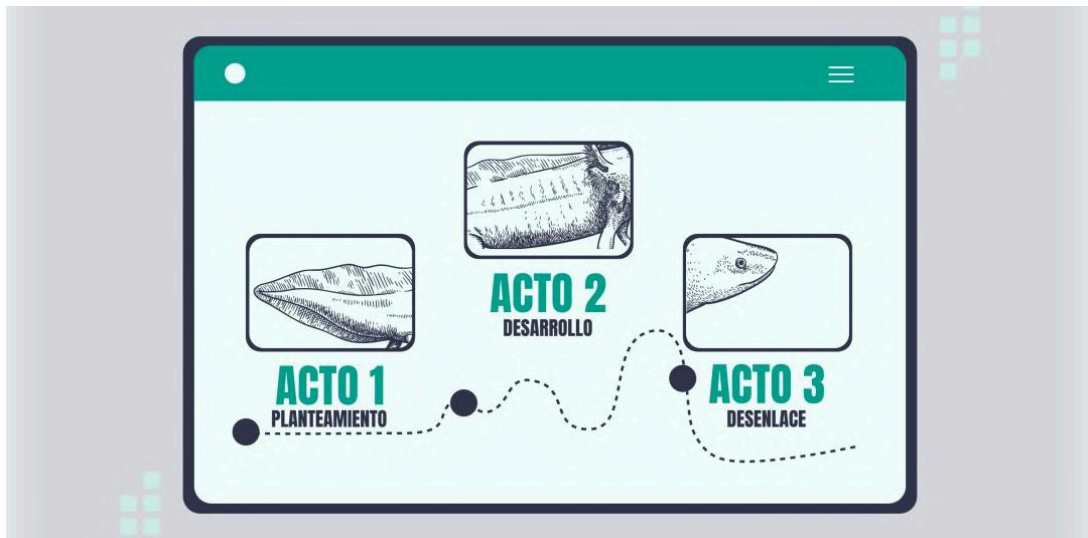 ACTO 1
PLANTEAMIENTO
ACTO 2
DESARROLLO
ACTO 3
DESENLACE